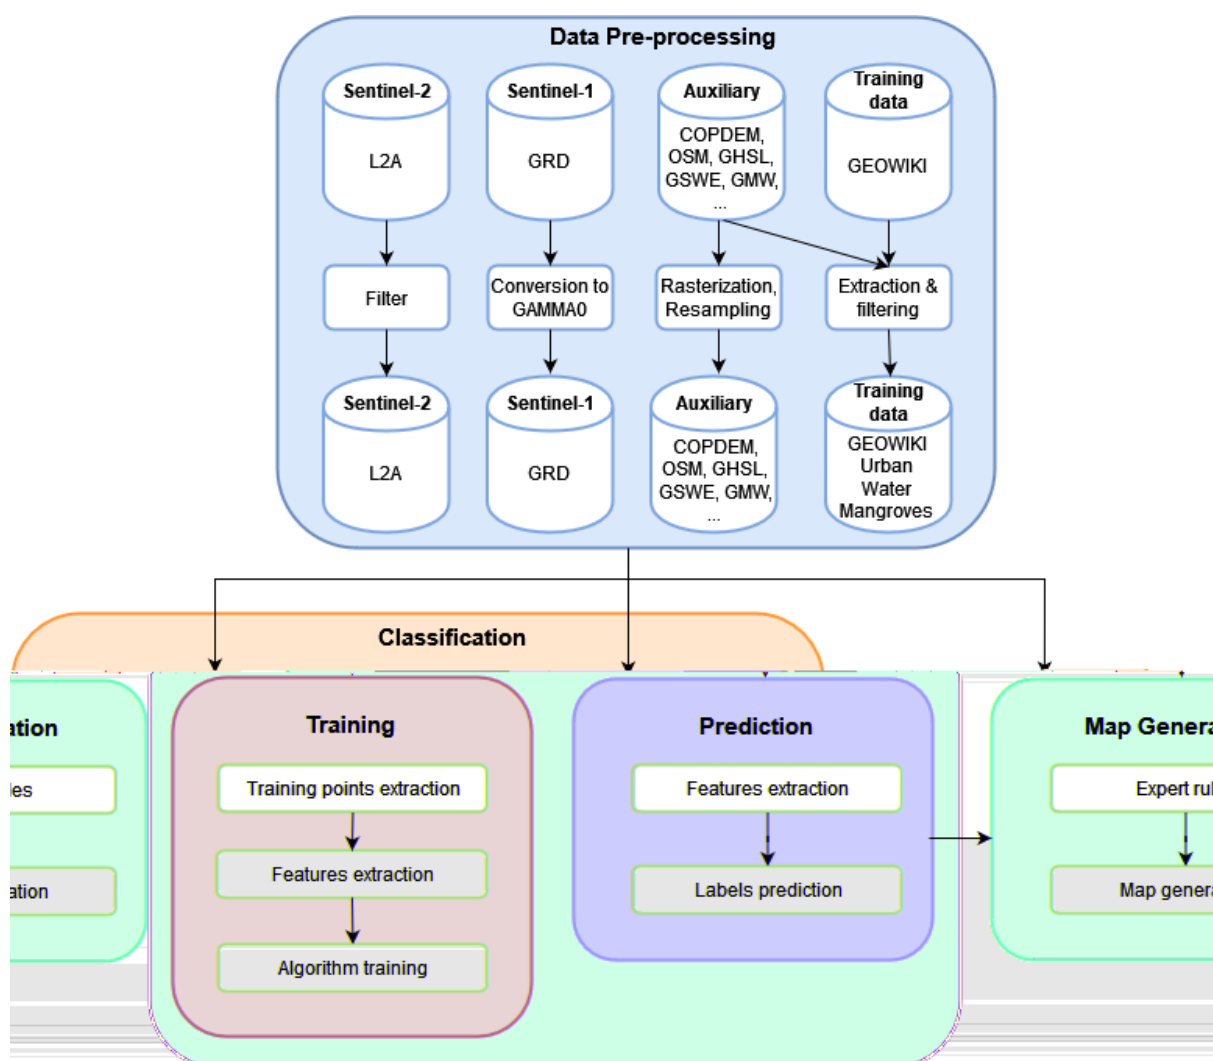 Data Pre-processing
Sentinel-2
L2A
Sentinel-1
GRD
Auxiliary
COPDEM,
OSM, GHSL,
GSWE, GMW,
...
Training
data
GEOWIKI
Filter
Conversion to
GAMMA0
Rasterization,
Resampling
Extraction &
filtering
Sentinel-2
L2A
Sentinel-1
GRD
Auxiliary
COPDEM,
OSM, GHSL,
GSWE, GMW,
...
Training
data
GEOWIKI
Urban
Water
Mangroves
Classification
ation
les
ation
Training
Training points extraction
Features extraction
Algorithm training
Prediction
Features extraction
Labels prediction
Map Genera
Expert rul
Map genera